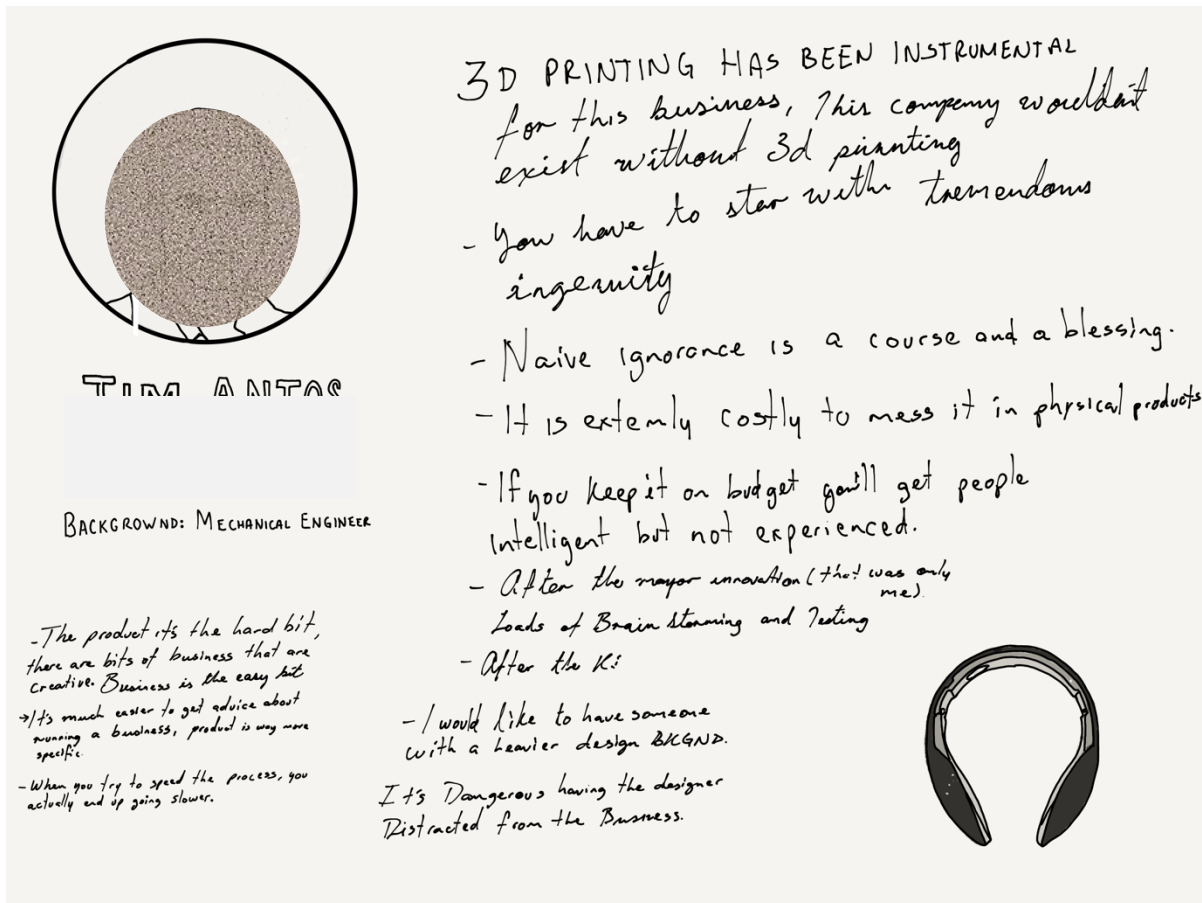 TIM ANTOS
BACKGROWND: MECHANICAL ENGINEER
- The product it's the hard bit,
there are bits of business that are
creative. Business is the easy bit
→ It's much easier to get advice about
running a business, product is way more
specific.
- When you try to speed the process, you
actually end up going slower.
3D PRINTING HAS BEEN INSTRUMENTAL
for this business, This company wouldn't
exist without 3d prinnting
- You have to star with tremendous
ingenuity
- Naive ignorance is a course and a blessing.
- It is extemly costly to mess it in physical products
- If you keep it on budget you'll get people
intelligent but not experienced.
- After the mayor innovation (that was only
me)
Loads of Brain Storming and Testing
- After the Ki
- I would like to have someone
with a heavier design BKGND.
It's Dangerous having the designer
Distracted from the Business.